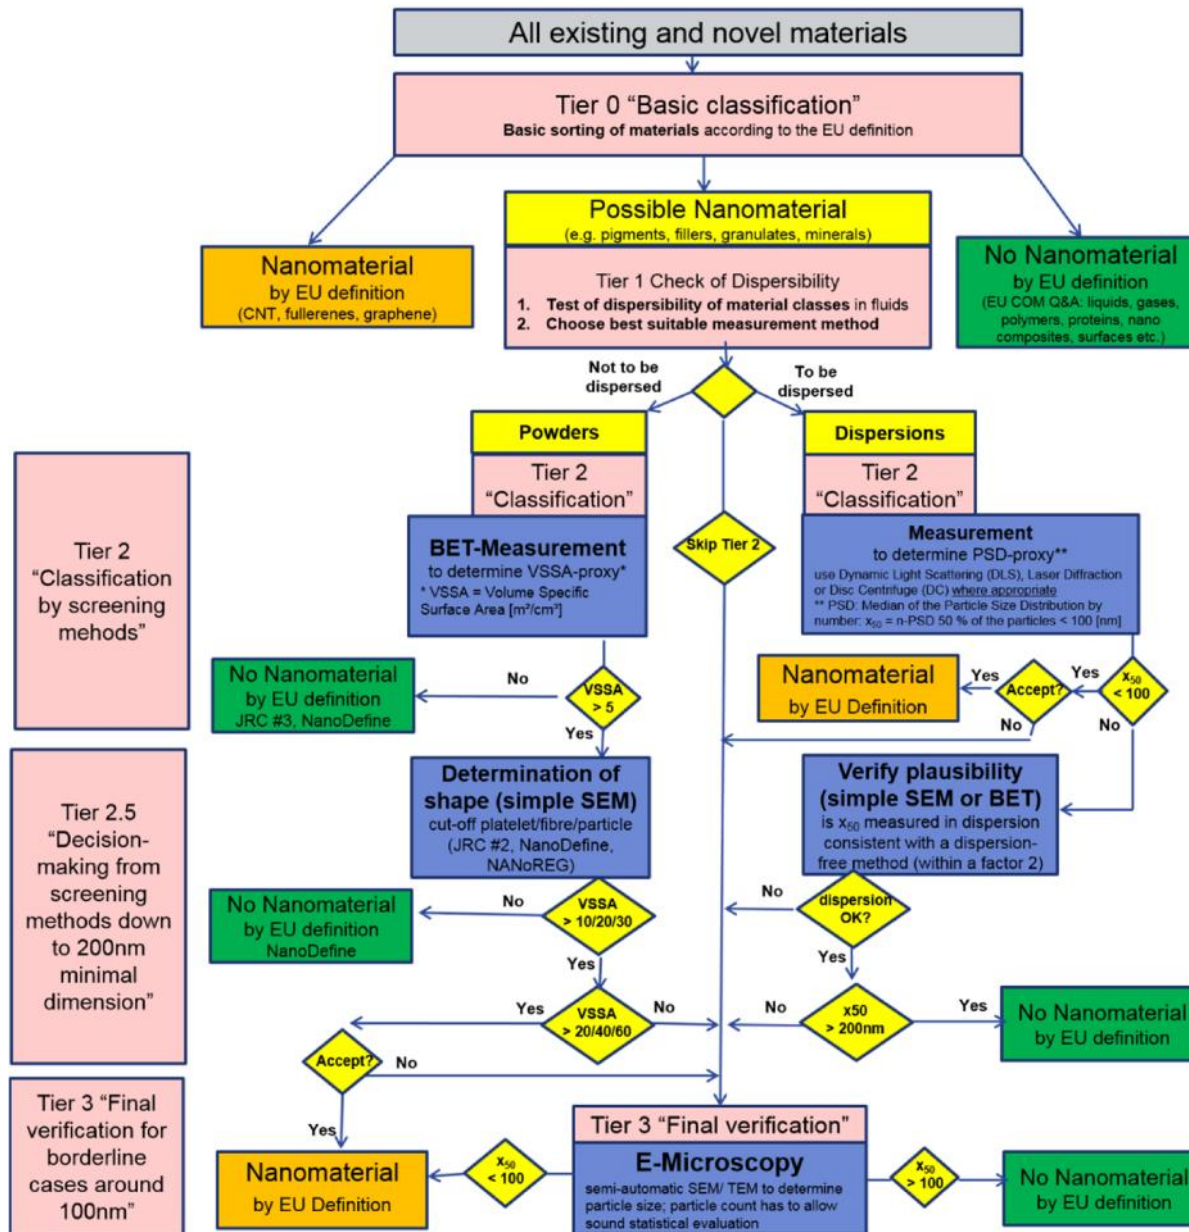 All existing and novel materials
Tier 0 “Basic classification”
Basic sorting of materials according to the EU definition
Nanomaterial
by EU definition
(CNT, fullerenes, graphene)
Possible Nanomaterial
(e.g. pigments, fillers, granulates, minerals)
Tier 1 Check of Dispersibility
1. Test of dispersibility of material classes in fluids
2. Choose best suitable measurement method
No Nanomaterial
by EU definition
(EU COM Q&A: liquids, gases,
polymers, proteins, nano
composites, surfaces etc.)
Not to be
dispersed
To be
dispersed
Powders
Dispersions
Tier 2
“Classification”
Tier 2
“Classification”
Tier 2
“Classification
by screening
mehods”
BET-Measurement
to determine VSSA-proxy*
* VSSA = Volume Specific
Surface Area [m²/cm³]
Skip Tier 2
Measurement
to determine PSD-proxy**
use Dynamic Light Scattering (DLS), Laser Diffraction
or Disc Centrifuge (DC) where appropriate
** PSD: Median of the Particle Size Distribution by
number: x₅₀ = n-PSD 50 % of the particles < 100 [nm]
No Nanomaterial
by EU definition
JRC #3, NanoDefine
No
VSSA
> 5
Yes
Nanomaterial
by EU Definition
Yes
Accept?
Yes
x₅₀
< 100
No
No
Tier 2.5
“Decision-
making from
screening
methods down
to 200nm
minimal
dimension”
Determination of
shape (simple SEM)
cut-off platelet/fibre/particle
(JRC #2, NanoDefine,
NANoREG)
Verify plausibility
(simple SEM or BET)
is x₅₀ measured in dispersion
consistent with a dispersion-
free method (within a factor 2)
No Nanomaterial
by EU definition
NanoDefine
No
VSSA
> 10/20/30
Yes
No
dispersion
OK?
Yes
Yes
VSSA
> 20/40/60
No
No
x50
> 200nm
Yes
No Nanomaterial
by EU definition
Accept?
No
Yes
Tier 3 “Final
verification for
borderline
cases around
100nm”
Nanomaterial
by EU Definition
x₅₀
< 100
Tier 3 “Final verification”
E-Microscopy
semi-automatic SEM/ TEM to determine
particle size; particle count has to allow
sound statistical evaluation
x₅₀
> 100
No Nanomaterial
by EU Definition